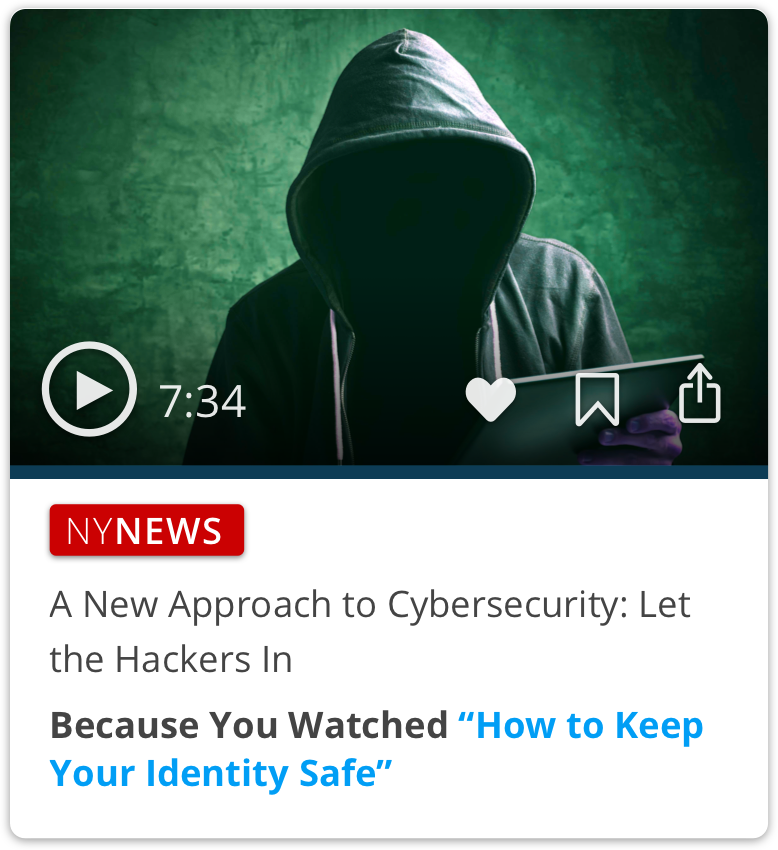 7:34
NYNEWS
A New Approach to Cybersecurity: Let
the Hackers In
Because You Watched “How to Keep
Your Identity Safe”